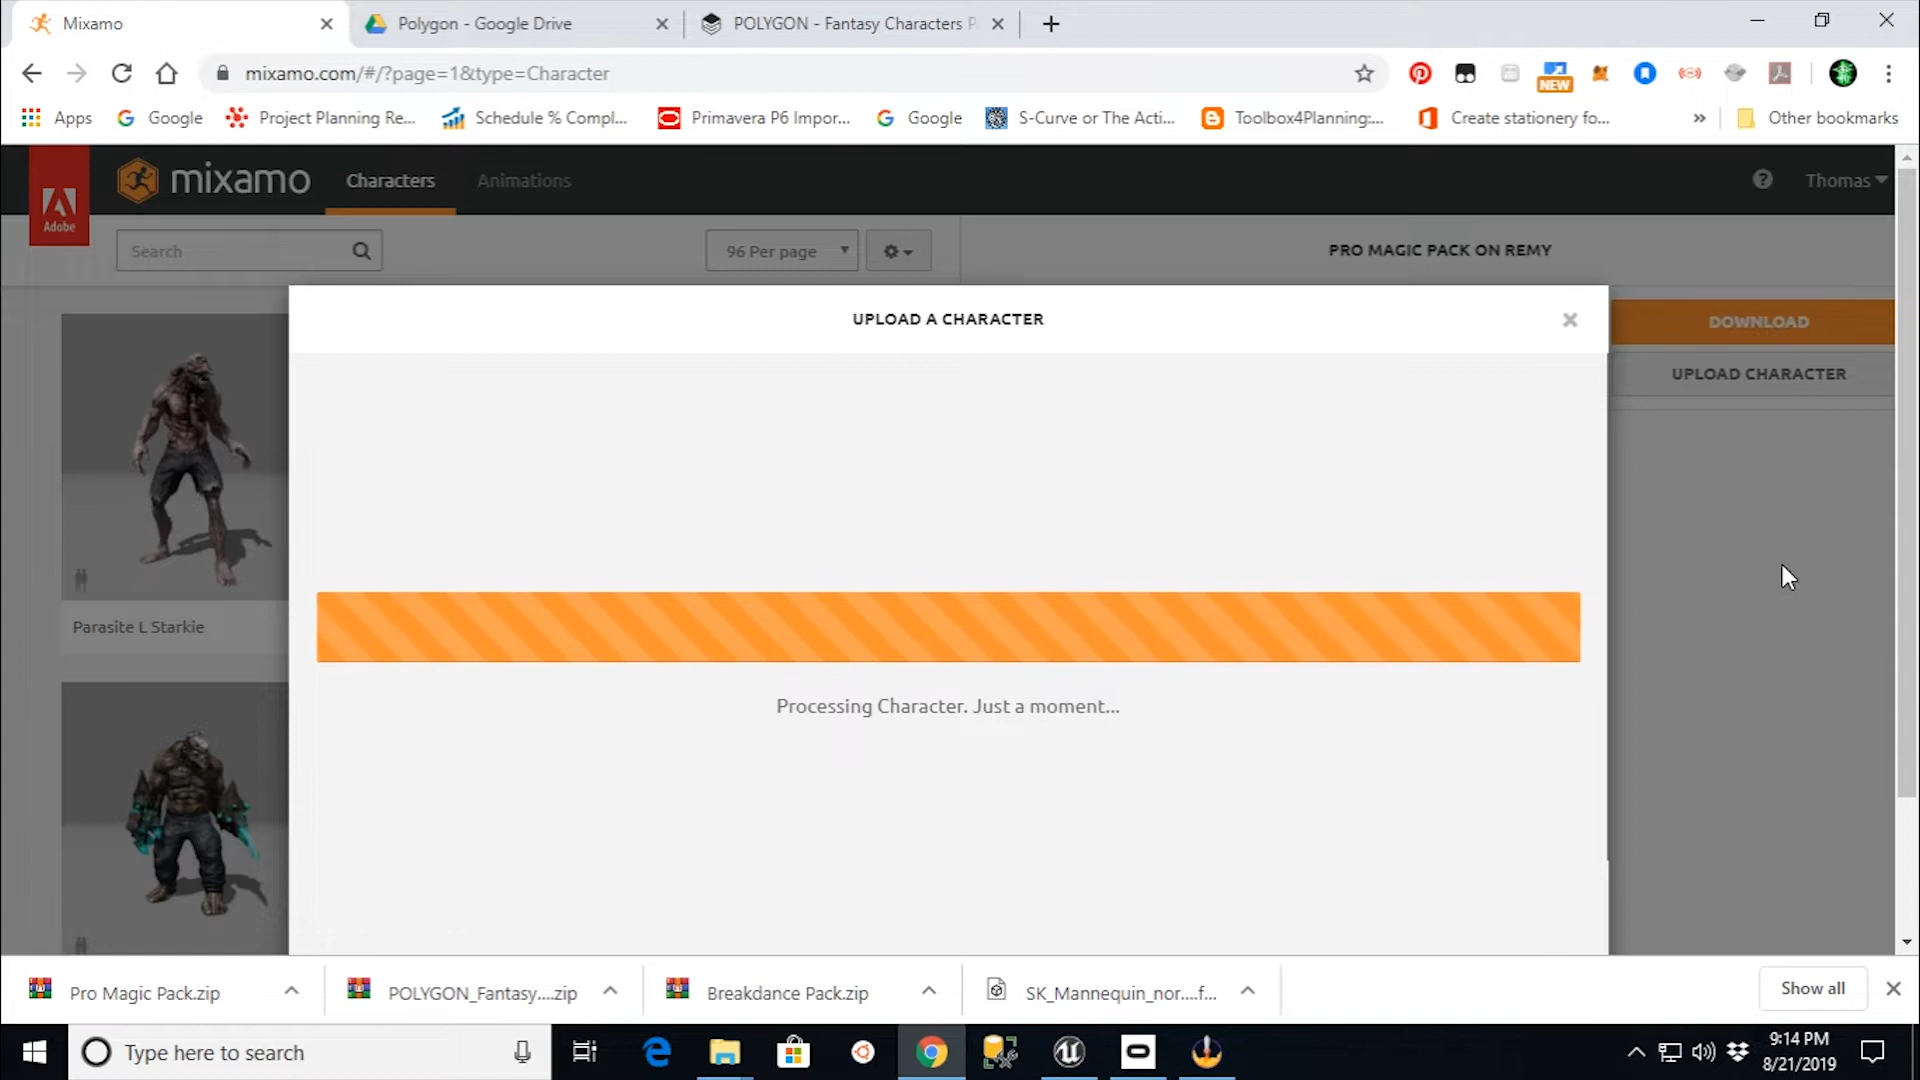 Mixamo
Polygon - Google Drive
POLYGON - Fantasy Characters P
mixamo.com/#/?page=1&type=Character
NEW
Apps
Google
Project Planning Re...
Schedule % Compl...
Primavera P6 Impor...
Google
S-Curve or The Acti...
Toolbox4Planning:...
Create stationery fo...
»
Other bookmarks
Adobe
mixamo
Characters
Animations
Thomas
Search
96 Per page
PRO MAGIC PACK ON REMY
UPLOAD A CHARACTER
DOWNLOAD
UPLOAD CHARACTER
Parasite L Starkie
Processing Character. Just a moment...
Pro Magic Pack.zip
POLYGON_Fantasy....zip
Breakdance Pack.zip
SK_Mannequin_nor....f...
Show all
Type here to search
9:14 PM
8/21/2019